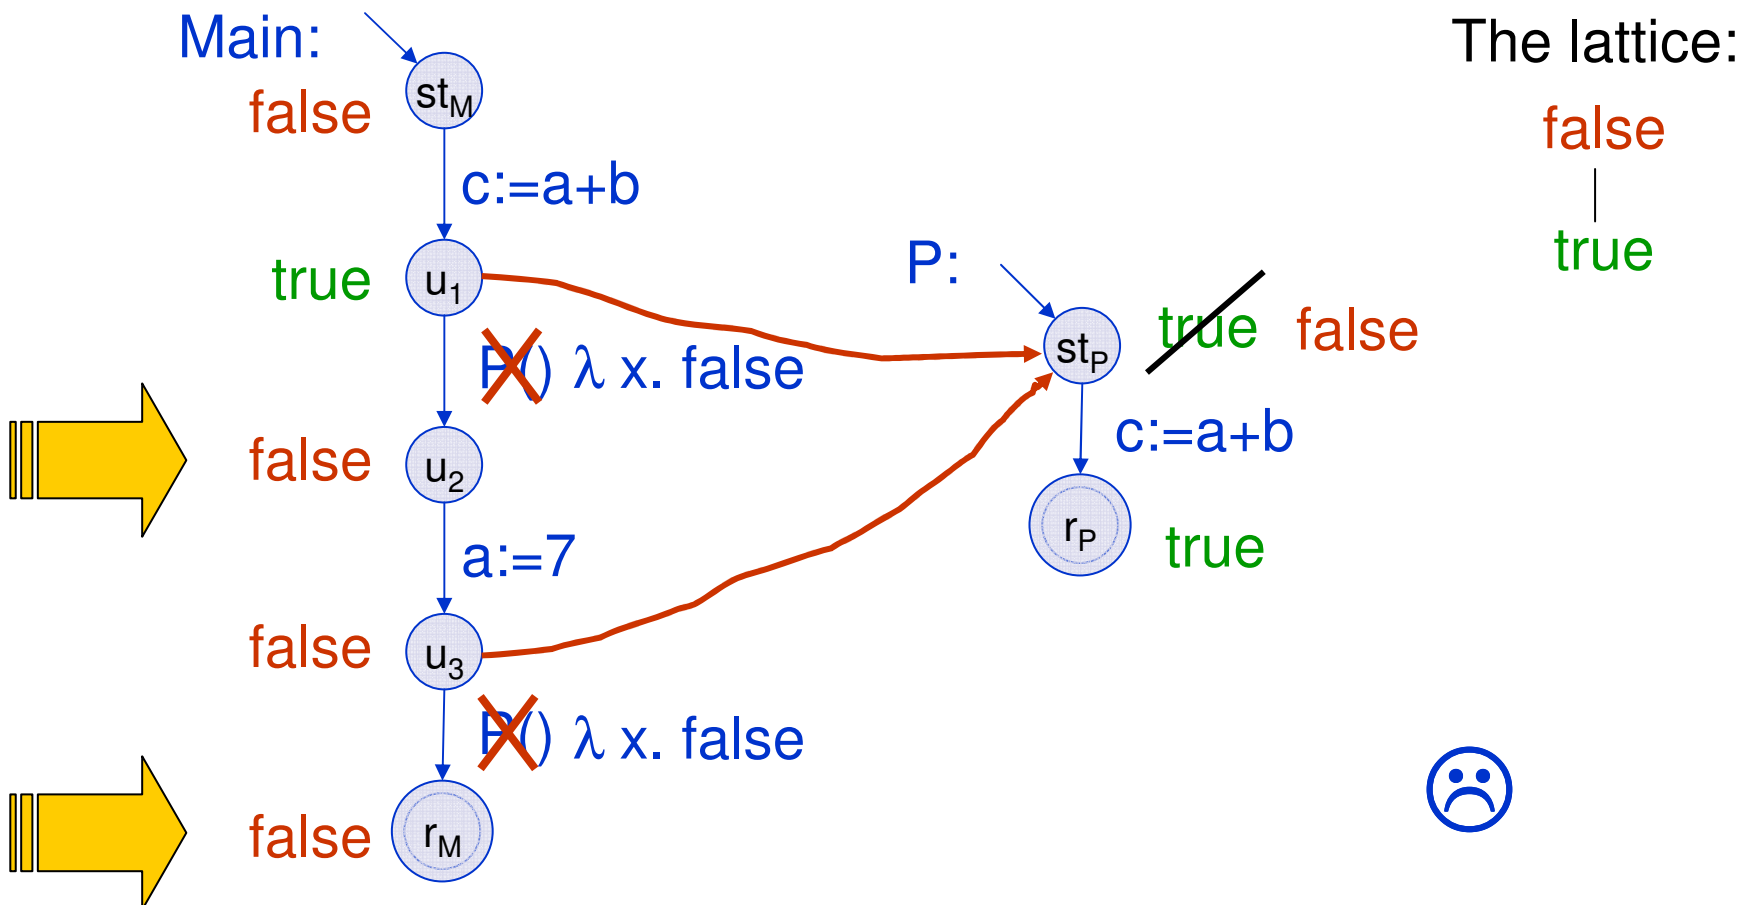 Main:
The lattice:
st_M
false
false
c:=a+b
P:
true
true
u_1
true
false
st_P
P() λ x. false
c:=a+b
false
u_2
r_P
true
a:=7
false
u_3
P() λ x. false
false
r_M